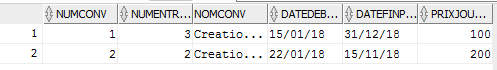 NUMCONV NUMENTR... NOMCONV DATEDEB... DATEFINP... PRIXJOU...
1 1 3 Creatio... 15/01/18 31/12/18 100
2 2 2 Creatio... 22/01/18 15/11/18 200